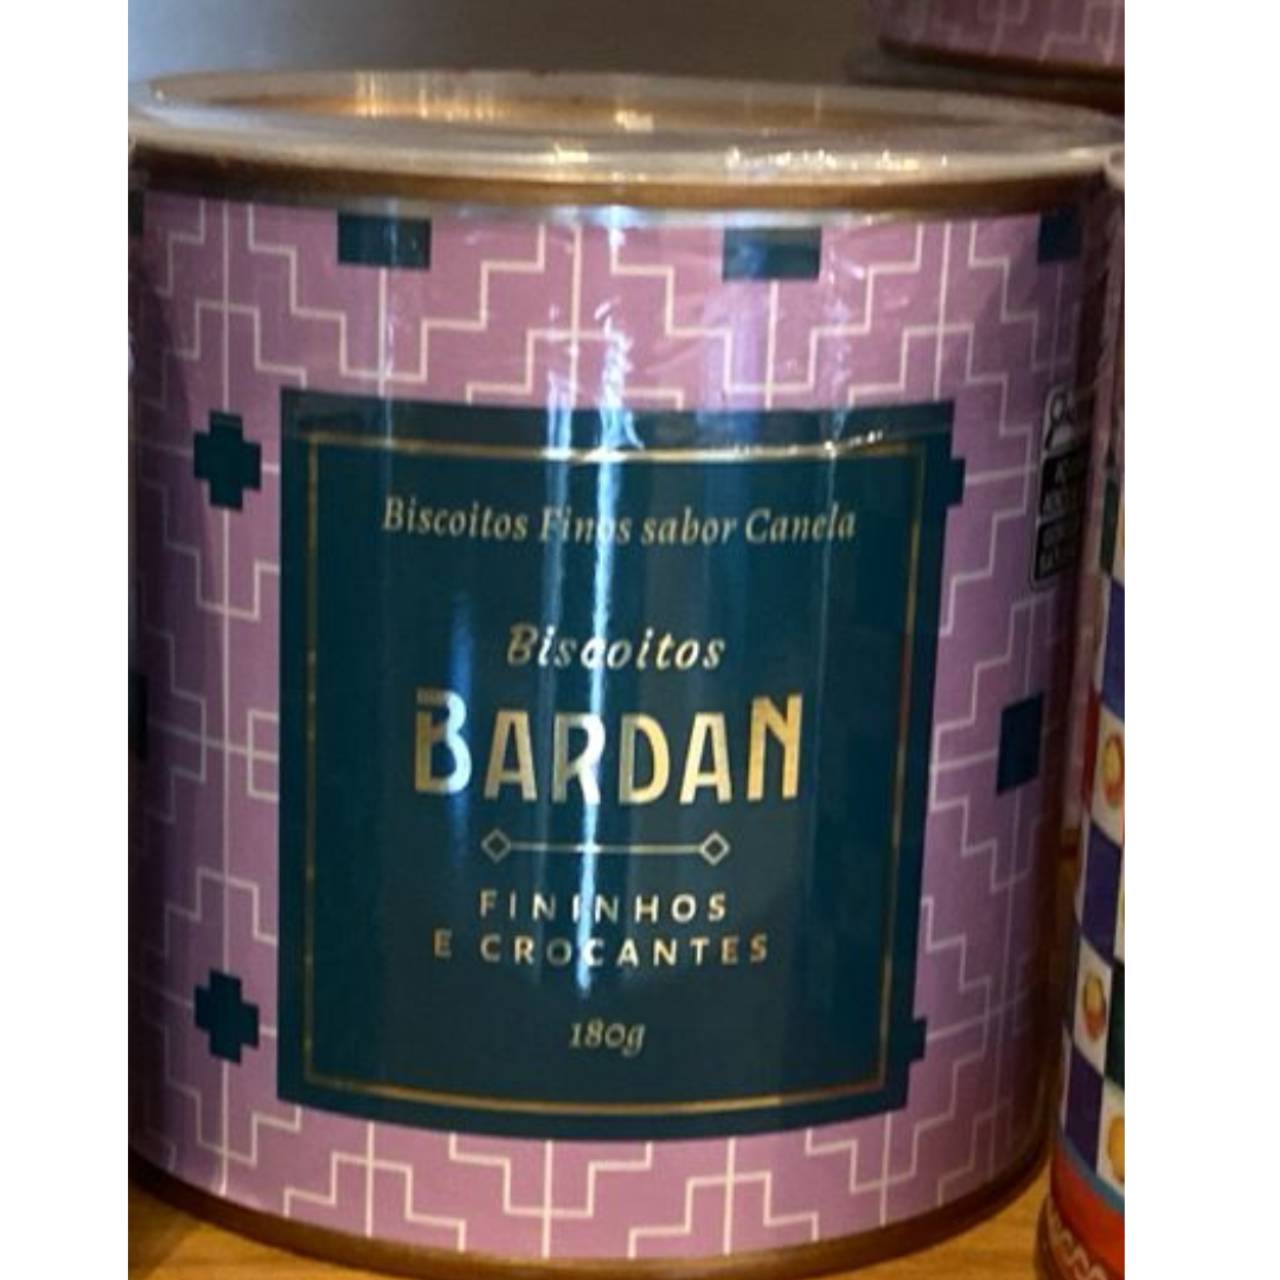 Biscoitos Finos sabor Canela
Biscoitos
BARDAN
FININHOS
E CROCANTES
180g